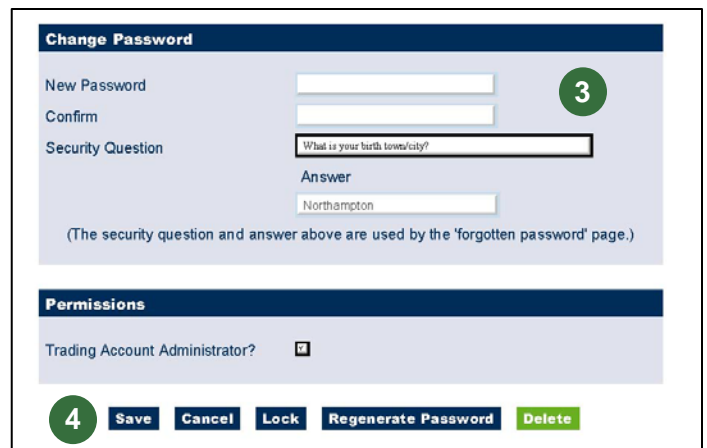 Change Password
New Password
3
Confirm
Security Question What is your birth town/city?
Answer
Northampton
(The security question and answer above are used by the 'forgotten password' page.)
Permissions
Trading Account Administrator?
4 Save Cancel Lock Regenerate Password Delete